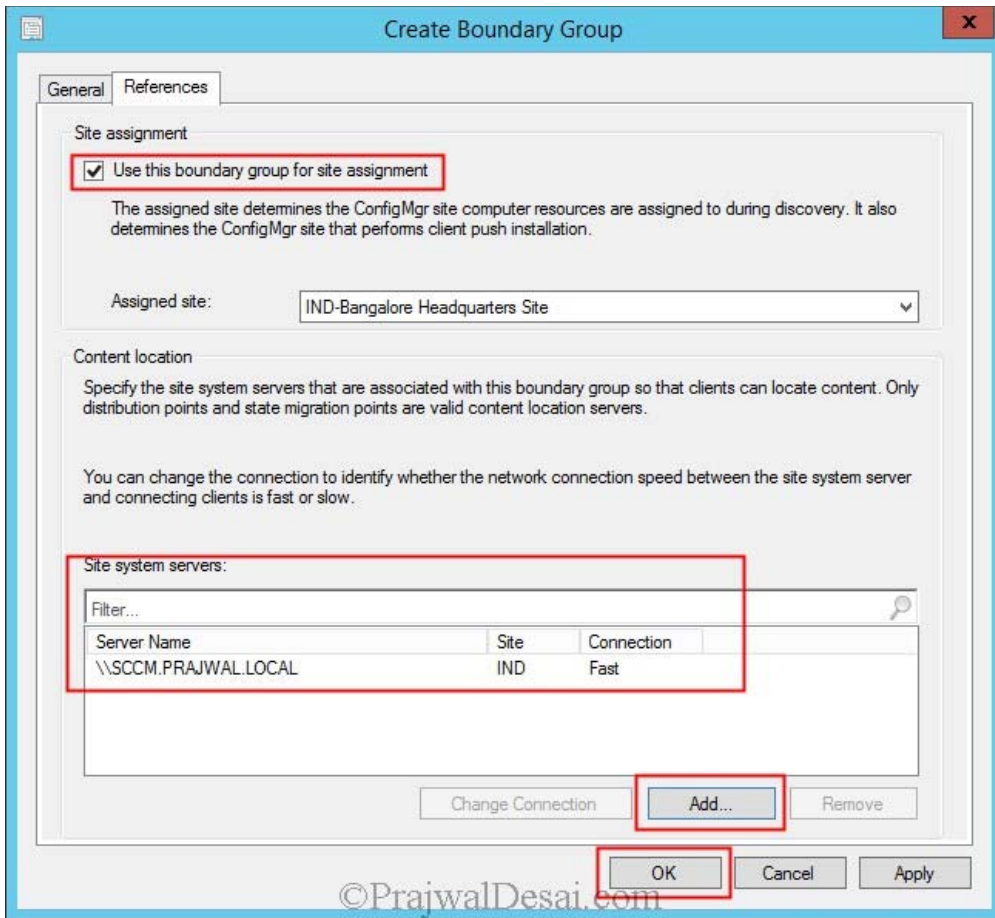 Create Boundary Group
x
General References
Site assignment
Use this boundary group for site assignment
The assigned site determines the ConfigMgr site computer resources are assigned to during discovery. It also
determines the ConfigMgr site that performs client push installation.
Assigned site: IND-Bangalore Headquarters Site
Content location
Specify the site system servers that are associated with this boundary group so that clients can locate content. Only
distribution points and state migration points are valid content location servers.
You can change the connection to identify whether the network connection speed between the site system server
and connecting clients is fast or slow.
Site system servers:
Filter...
Server Name Site Connection
\\SCCM.PRAJWAL.LOCAL IND Fast
Change Connection Add... Remove
OK Cancel Apply
©PrajwalDesai.com